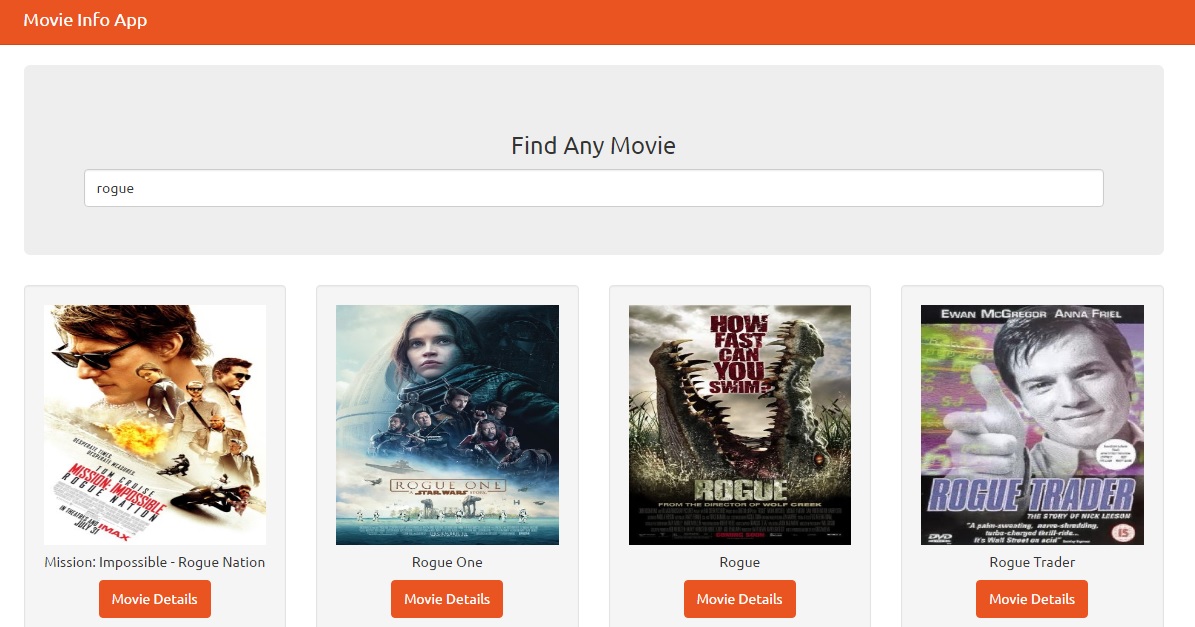 Movie Info App
Find Any Movie
rogue
DESPERATE TIMES.
DESPERATE MEASURES.
TOM CRUISE
MISSION: IMPOSSIBLE
ROGUE NATION
IN THEATRES AND IMAX
JULY 31
ROGUE ONE
A STAR WARS STORY
HOW
FAST
CAN
YOU
SWIM?
ROGUE
FROM THE DIRECTOR OF WOLF CREEK
COMING SOON
EWAN McGREGOR ANNA FRIEL
ROGUE TRADER
THE STORY OF NICK LEESON
"A palm-sweating, nerve-shredding,
turbo-charged thrill-ride...
It's Wall Street on acid"
DVD
15
Mission: Impossible - Rogue Nation
Rogue One
Rogue
Rogue Trader
Movie Details
Movie Details
Movie Details
Movie Details